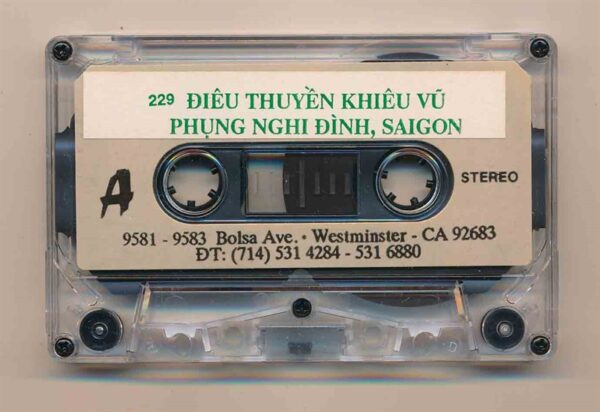 229 ĐIÊU THUYỀN KHIÊU VŨ
PHỤNG NGHI ĐÌNH, SAIGON
A
STEREO
9581 - 9583 Bolsa Ave. • Westminster - CA 92683
ĐT: (714) 531 4284 - 531 6880